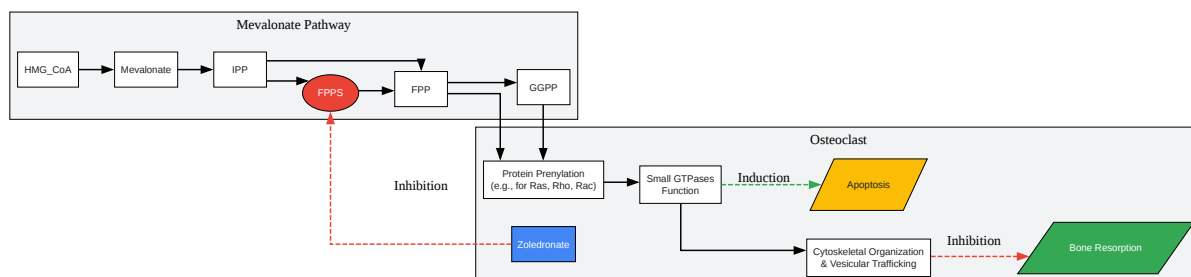 Mevalonate Pathway
HMG_CoA
Mevalonate
IPP
FPPS
FPP
GGPP
Osteoclast
Inhibition
Protein Prenylation
(e.g., for Ras, Rho, Rac)
Small GTPases
Function
Induction
Apoptosis
Zoledronate
Cytoskeletal Organization
& Vesicular Trafficking
Inhibition
Bone Resorption